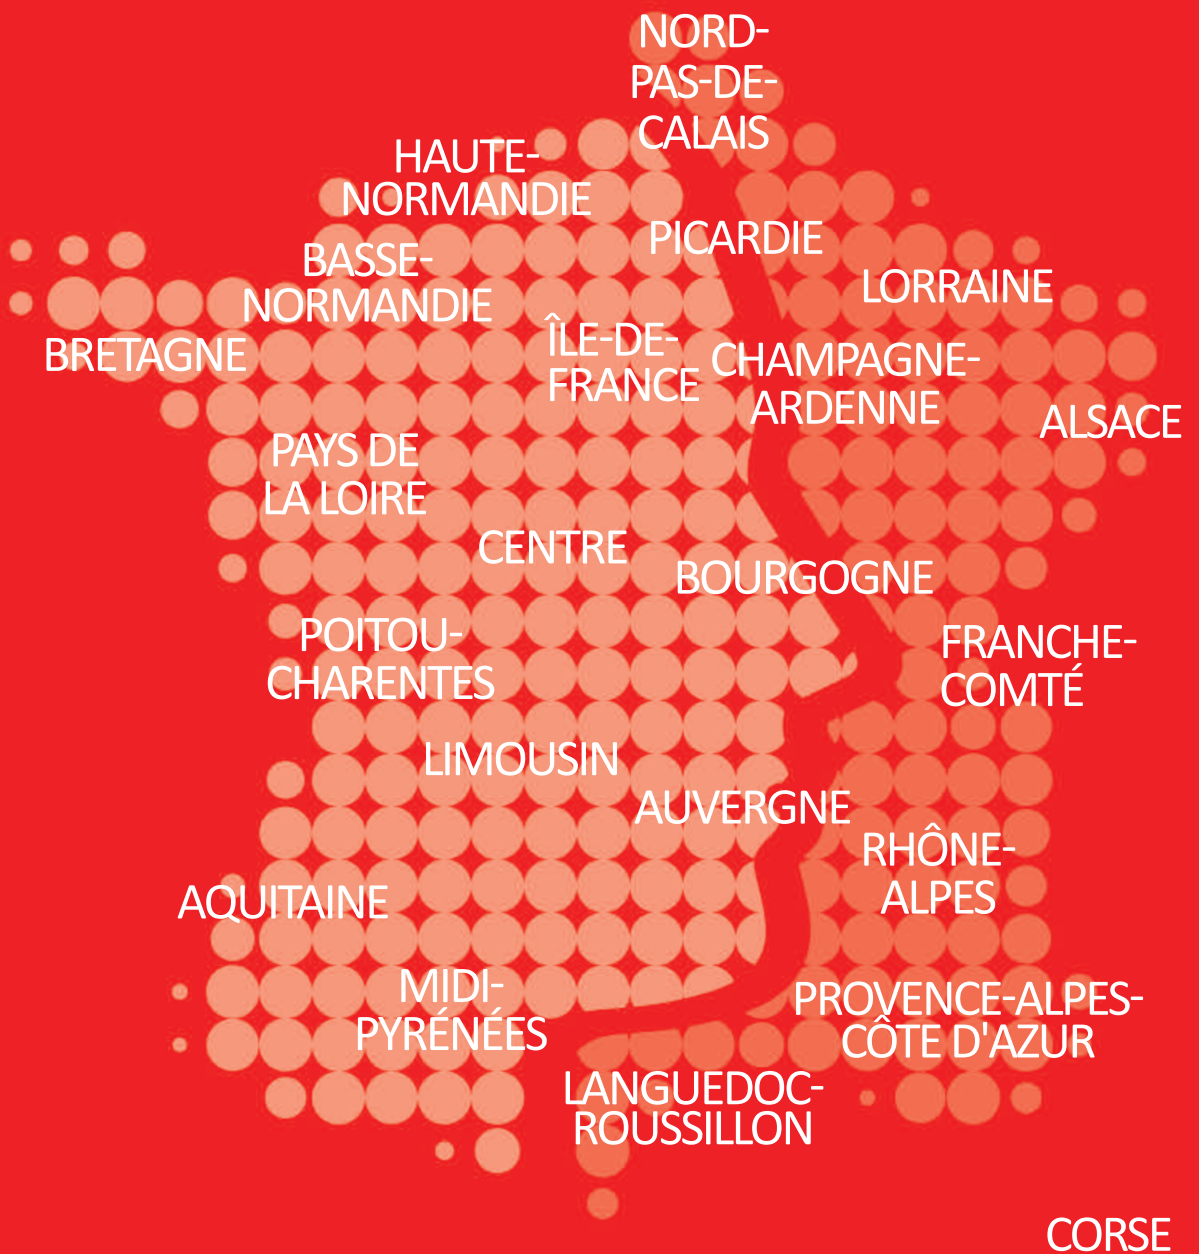 NORD-
PAS-DE-
CALAIS
HAUTE-
NORMANDIE
PICARDIE
BASSE-
NORMANDIE
LORRAINE
BRETAGNE
ÎLE-DE-
FRANCE
CHAMPAGNE-
ARDENNE
ALSACE
PAYS DE
LA LOIRE
CENTRE
BOURGOGNE
POITOU-
CHARENTES
FRANCHE-
COMTÉ
LIMOUSIN
AUVERGNE
RHÔNE-
ALPES
AQUITAINE
MIDI-
PYRÉNÉES
PROVENCE-ALPES-
CÔTE D'AZUR
LANGUEDOC-
ROUSSILLON
CORSE